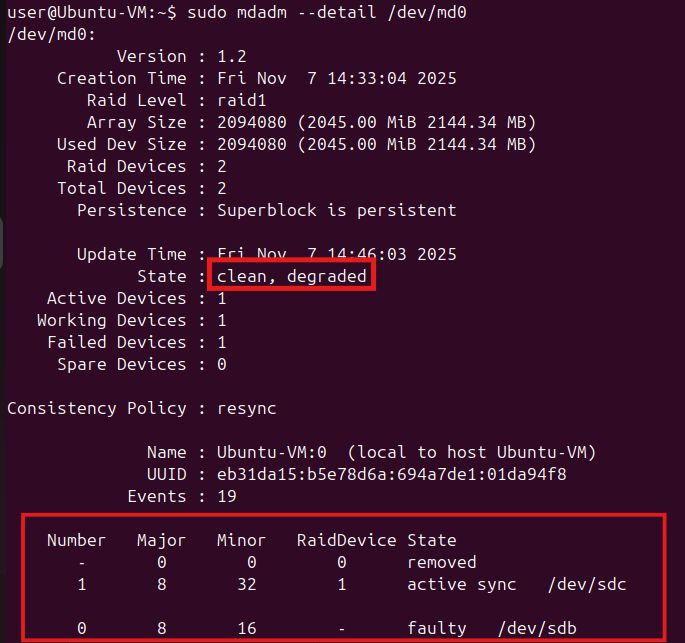 user@Ubuntu-VM:~$ sudo mdadm --detail /dev/md0
/dev/md0:
Version : 1.2
Creation Time : Fri Nov  7 14:33:04 2025
Raid Level : raid1
Array Size : 2094080 (2045.00 MiB 2144.34 MB)
Used Dev Size : 2094080 (2045.00 MiB 2144.34 MB)
Raid Devices : 2
Total Devices : 2
Persistence : Superblock is persistent
Update Time : Fri Nov  7 14:46:03 2025
State : clean, degraded
Active Devices : 1
Working Devices : 1
Failed Devices : 1
Spare Devices : 0
Consistency Policy : resync
Name : Ubuntu-VM:0  (local to host Ubuntu-VM)
UUID : eb31da15:b5e78d6a:694a7de1:01da94f8
Events : 19
Number   Major   Minor   RaidDevice State
-       0        0        0      removed
1       8       32        1      active sync   /dev/sdc
0       8       16        -      faulty   /dev/sdb